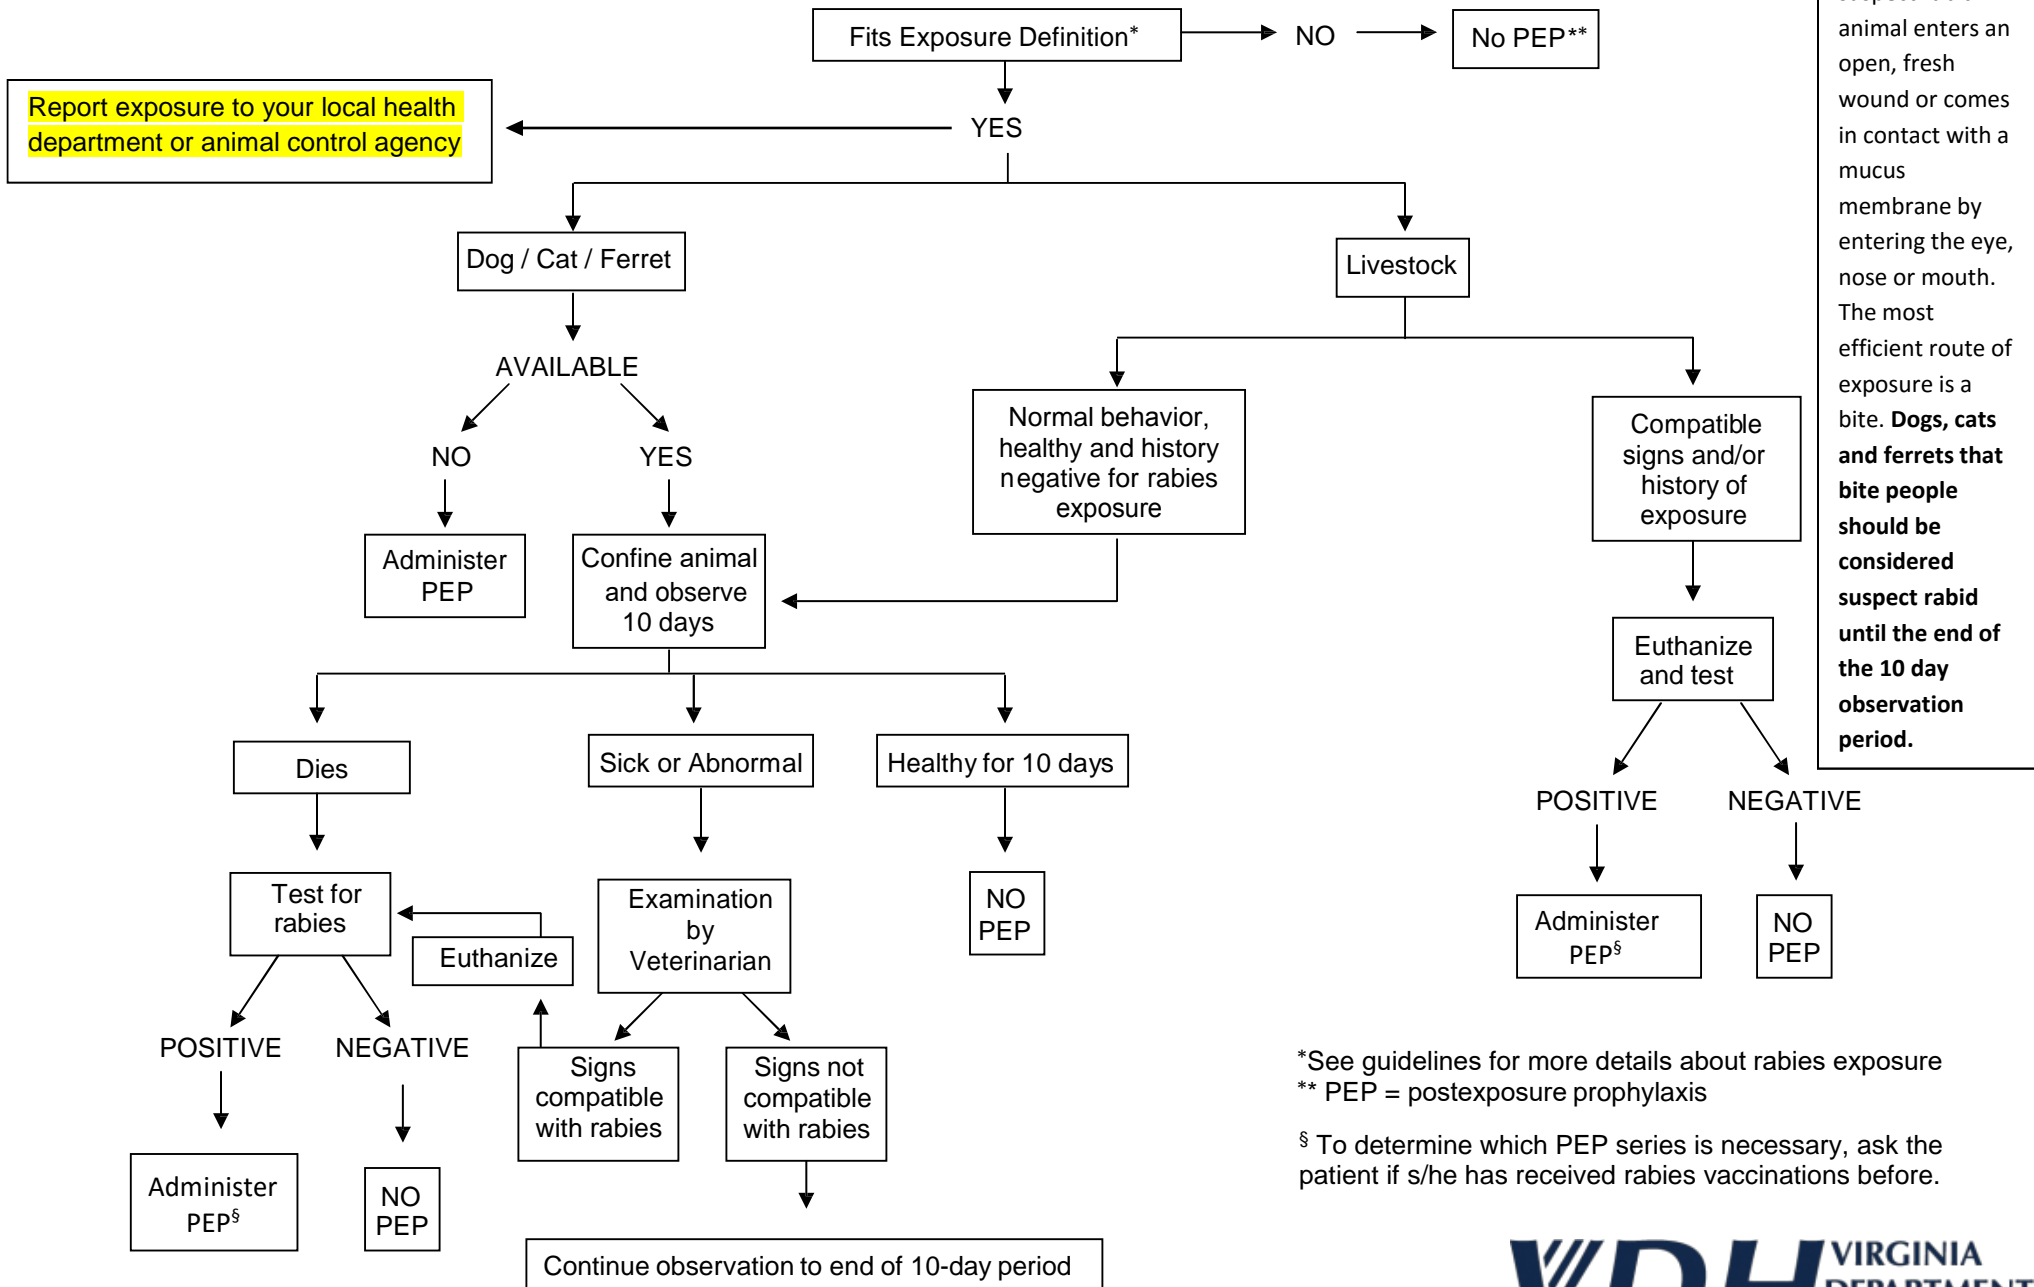 Fits Exposure Definition*
NO
No PEP**
Report exposure to your local health
department or animal control agency
YES
Dog / Cat / Ferret
Livestock
AVAILABLE
NO
YES
Administer
PEP
Confine animal
and observe
10 days
Normal behavior,
healthy and history
negative for rabies
exposure
Compatible
signs and/or
history of
exposure
Euthanize
and test
POSITIVE
NEGATIVE
Administer
PEP§
NO
PEP
Dies
Sick or Abnormal
Healthy for 10 days
Test for
rabies
Euthanize
Examination
by
Veterinarian
NO
PEP
POSITIVE
NEGATIVE
Signs
compatible
with rabies
Signs not
compatible
with rabies
Administer
PEP§
NO
PEP
Continue observation to end of 10-day period
animal enters an
open, fresh
wound or comes
in contact with a
mucus
membrane by
entering the eye,
nose or mouth.
The most
efficient route of
exposure is a
bite. Dogs, cats
and ferrets that
bite people
should be
considered
suspect rabid
until the end of
the 10 day
observation
period.
*See guidelines for more details about rabies exposure
** PEP = postexposure prophylaxis
§ To determine which PEP series is necessary, ask the
patient if s/he has received rabies vaccinations before.
VDH
VIRGINIA
DEPARTMENT